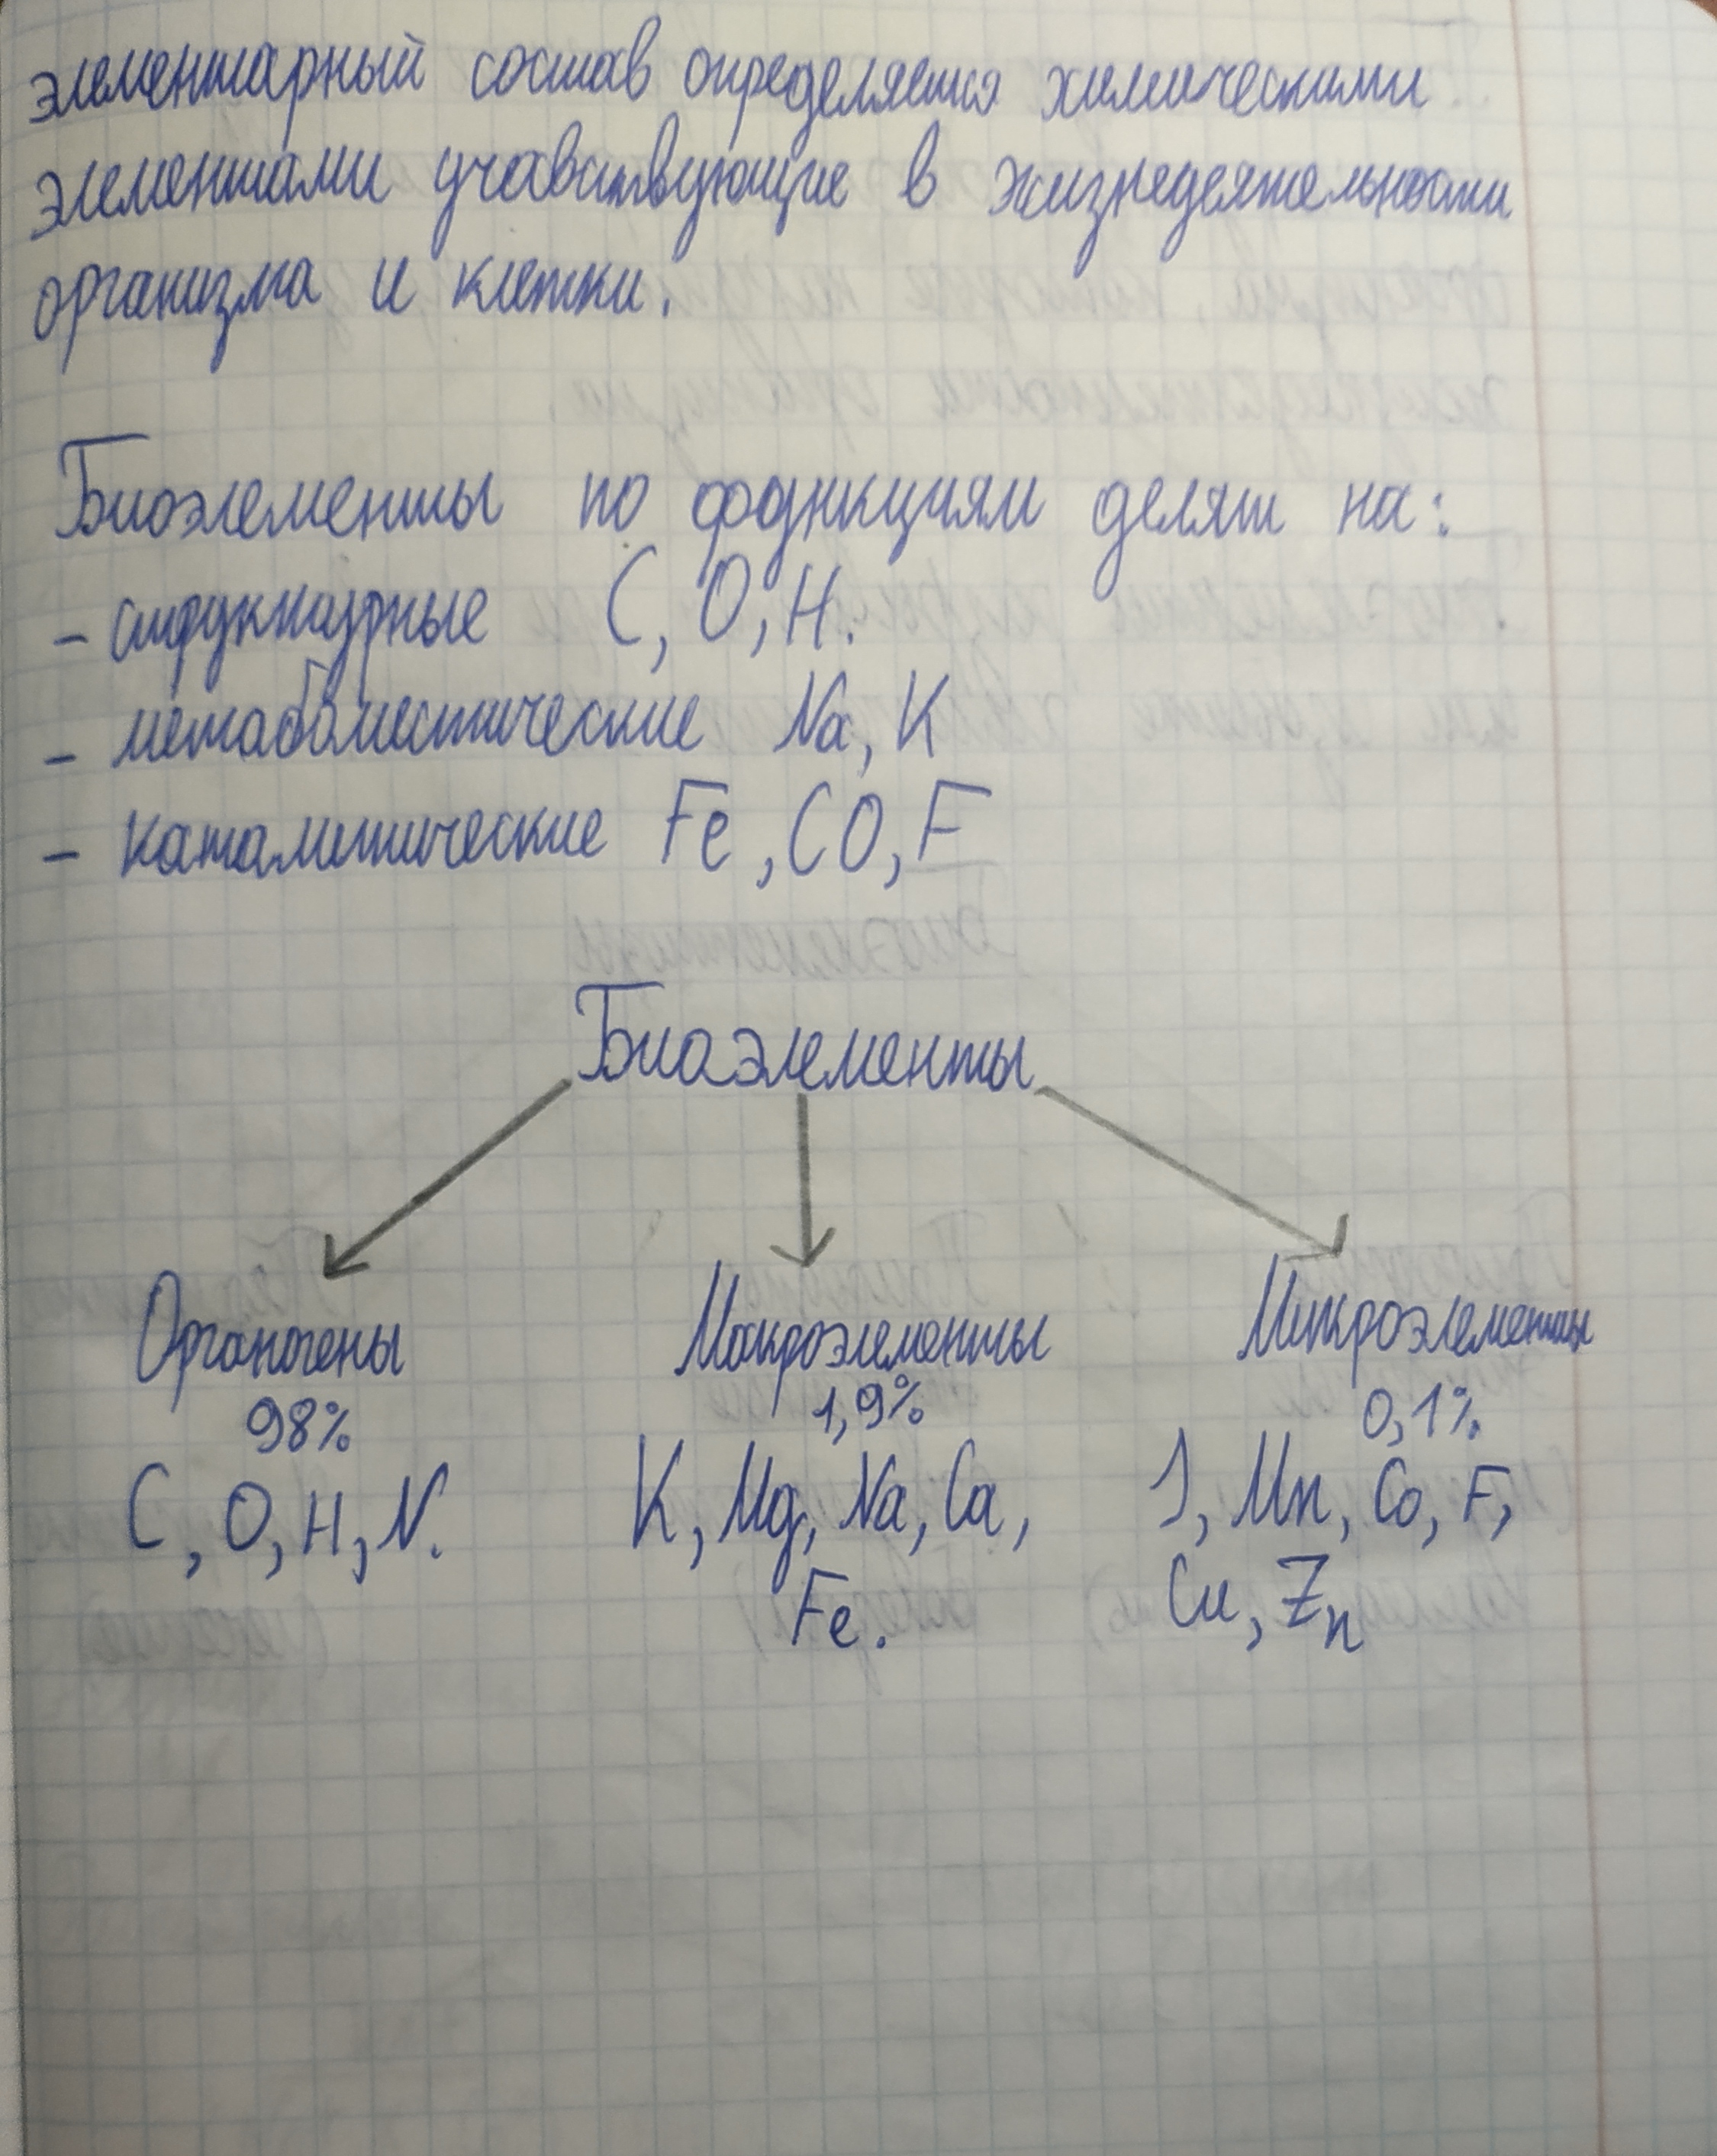 элементарный состав определяется химическими
элементами учавствующие в жизнедеятельности
организма и клетки.
Биоэлементы по функциям делят на:
- структурные С, О, Н.
- метаболистические Na, K
- каталитические Fe, CO, F
Биоэлементы
Органогены Макроэлементы Микроэлементы
98% 1,9% 0,1%
C, O, H, N. K, Mg, Na, Ca, J, Mn, Co, F,
Fe. Cu, Zn